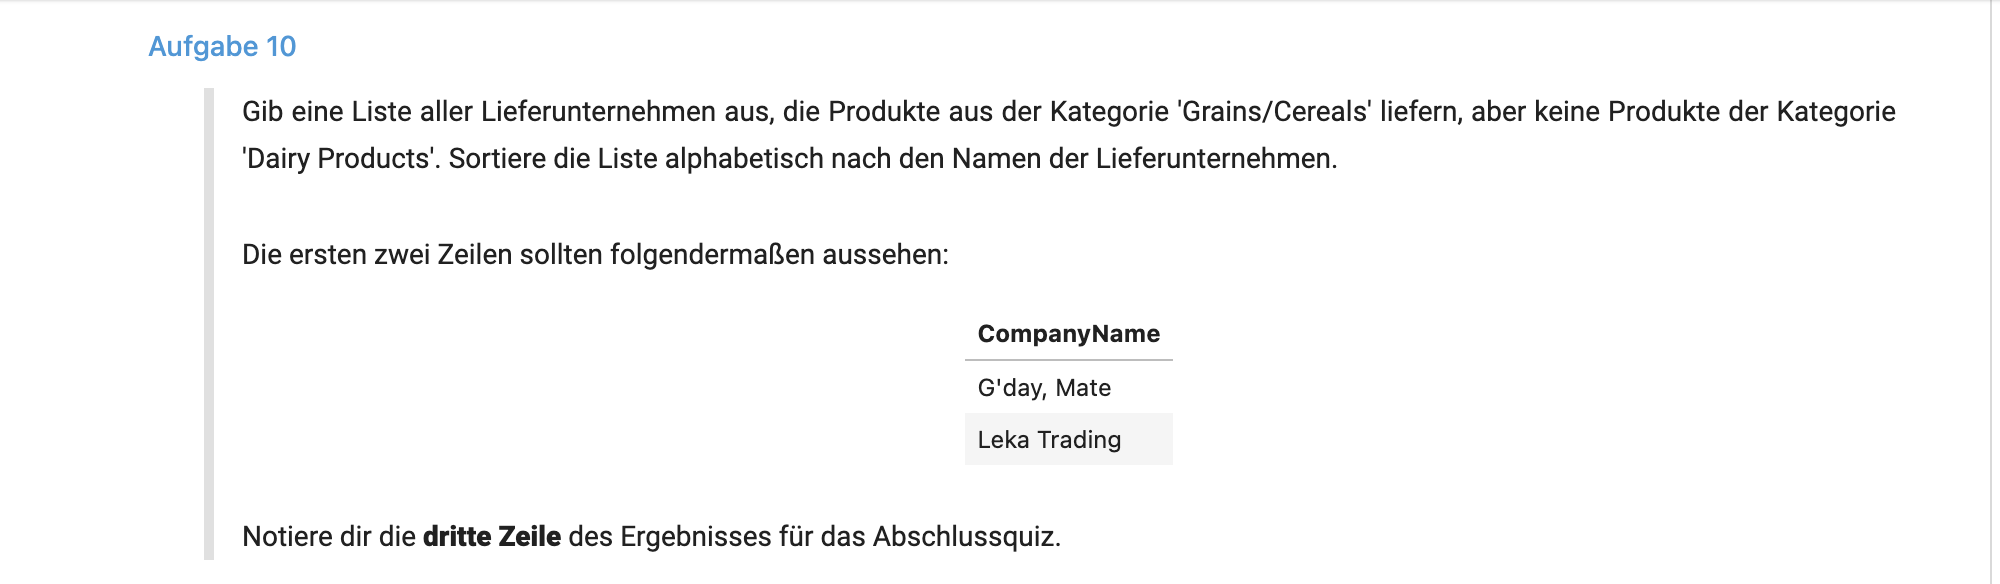 Aufgabe 10
Gib eine Liste aller Lieferunternehmen aus, die Produkte aus der Kategorie 'Grains/Cereals' liefern, aber keine Produkte der Kategorie
'Dairy Products'. Sortiere die Liste alphabetisch nach den Namen der Lieferunternehmen.
Die ersten zwei Zeilen sollten folgendermaßen aussehen:
CompanyName
G'day, Mate
Leka Trading
Notiere dir die dritte Zeile des Ergebnisses für das Abschlussquiz.